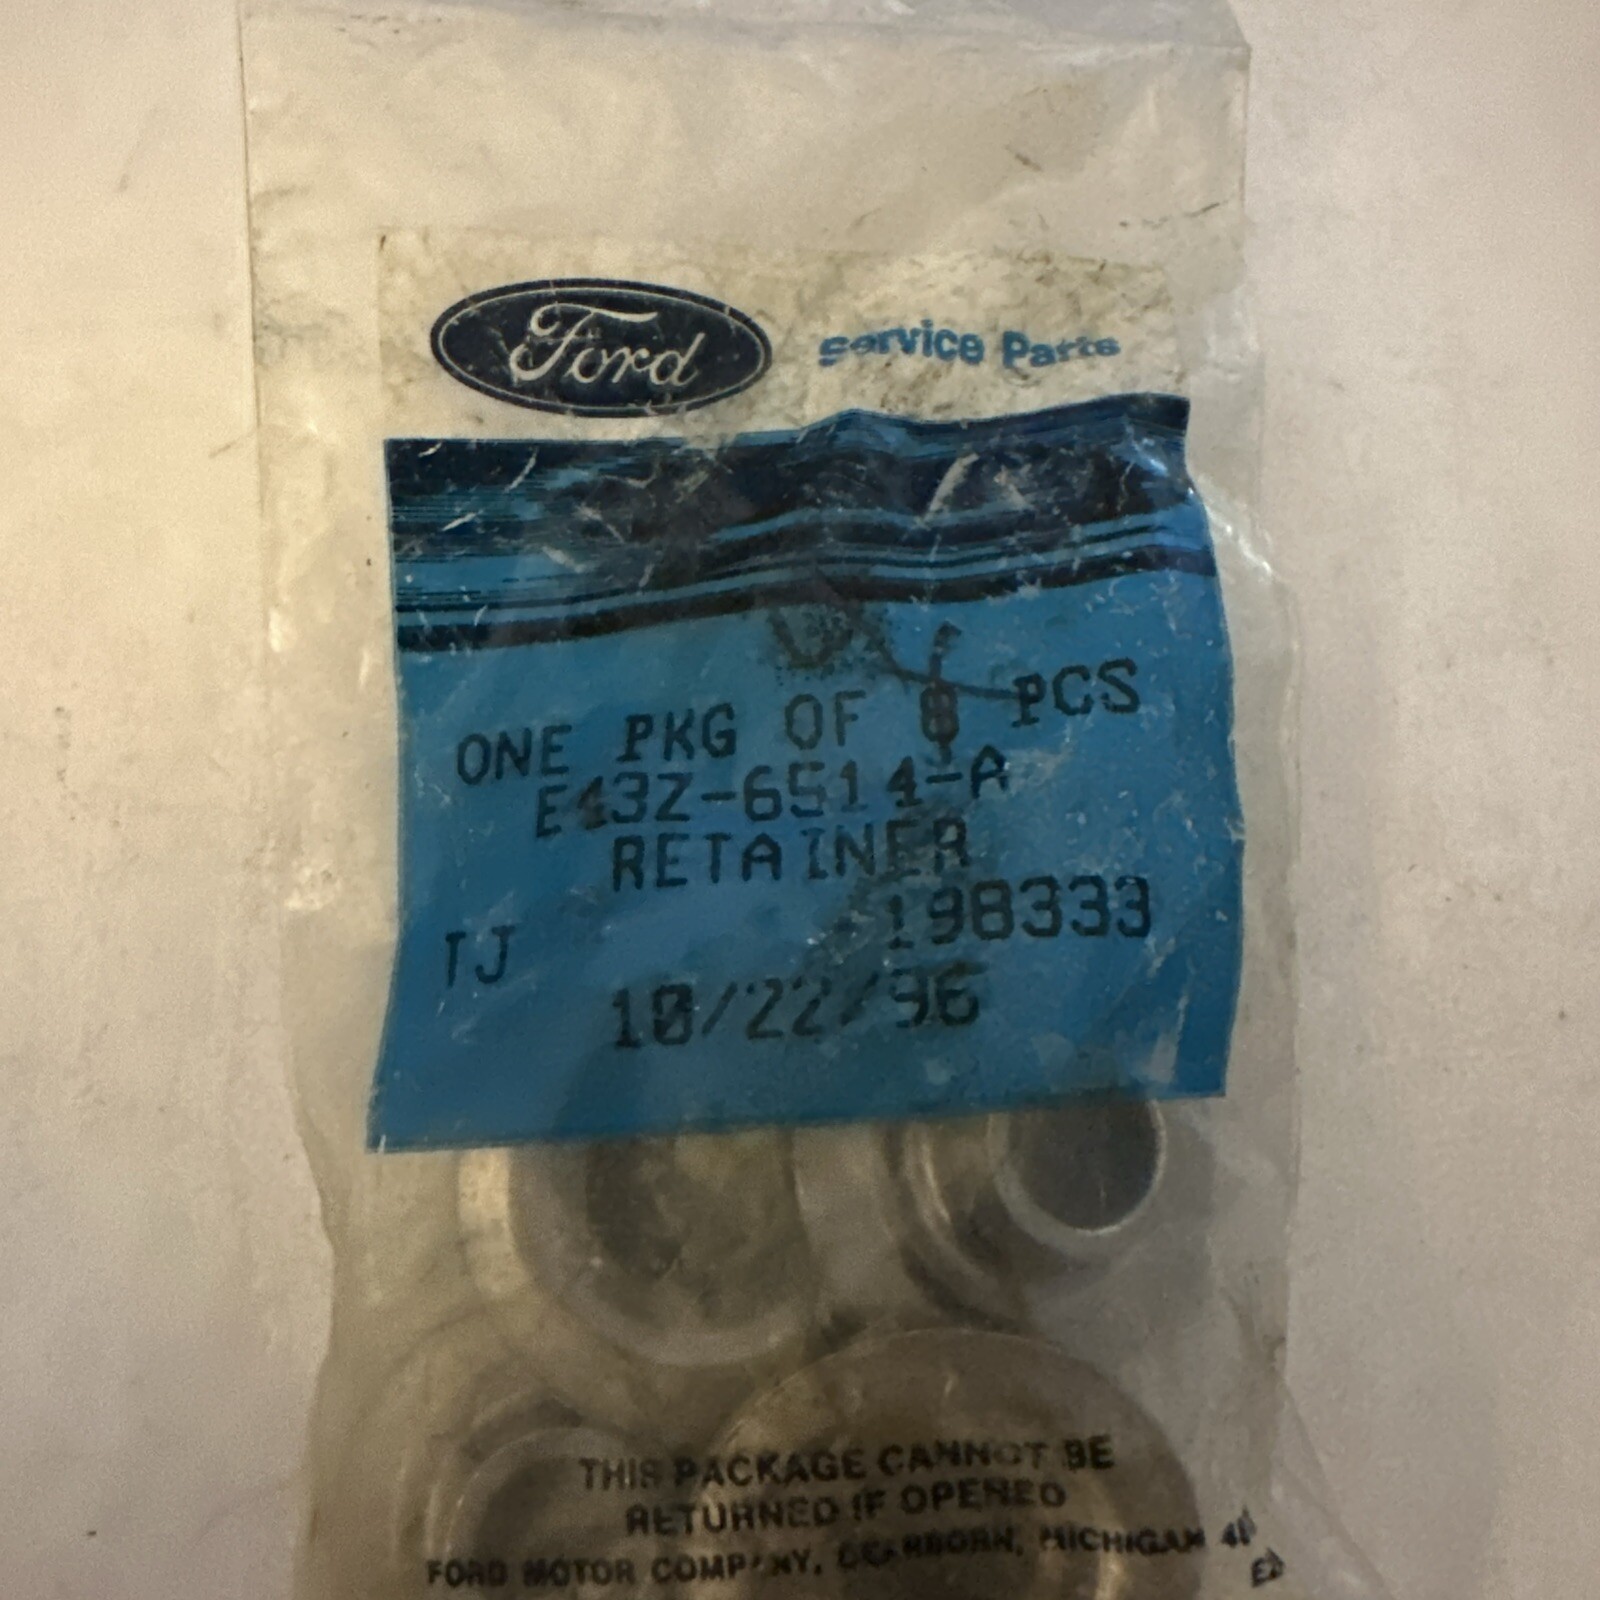 Ford Service Parts
ONE PKG OF 8 PCS
E43Z-6514-A
RETAINER
TJ 198333
10/22/96
THIS PACKAGE CANNOT BE
RETURNED IF OPENED
FORD MOTOR COMPANY, DEARBORN, MICHIGAN